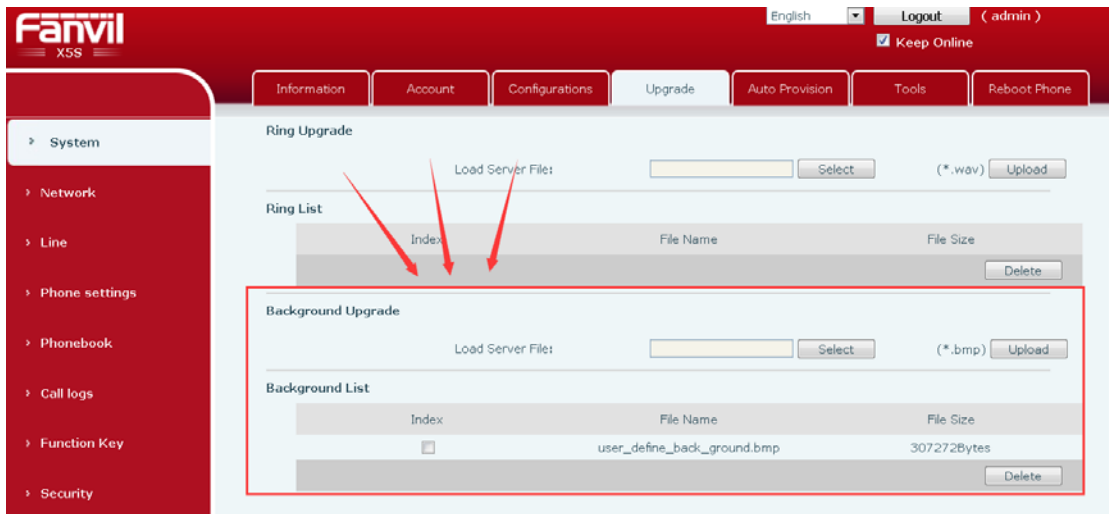 Fanvil
X5S
English Logout ( admin )
Keep Online
Information Account Configurations Upgrade Auto Provision Tools Reboot Phone
› System
› Network
› Line
› Phone settings
› Phonebook
› Call logs
› Function Key
› Security
Ring Upgrade
Load Server File: Select (*.wav) Upload
Ring List
Index File Name File Size
Delete
Background Upgrade
Load Server File: Select (*.bmp) Upload
Background List
Index File Name File Size
user_define_back_ground.bmp 307272Bytes
Delete